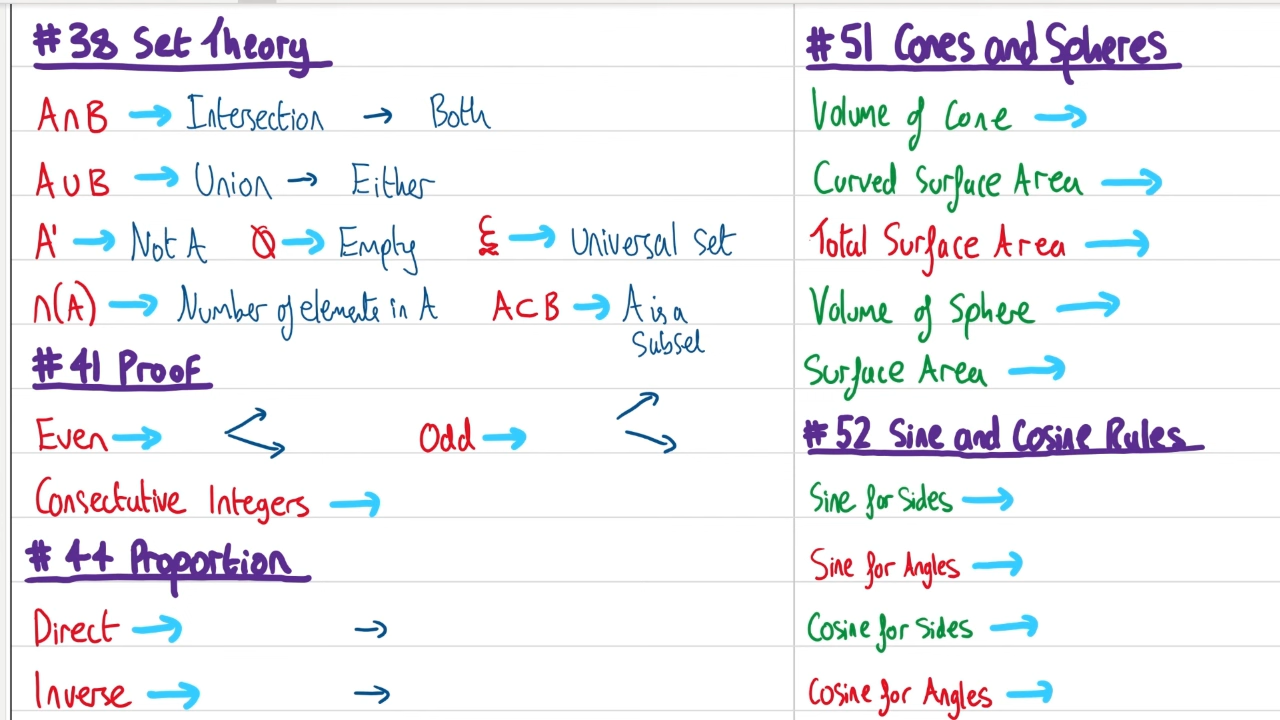 #38 Set Theory
A∩B → Intersection → Both
A∪B → Union → Either
A' → Not A Ø → Empty ξ → Universal Set
n(A) → Number of elements in A A⊂B → A is a
Subset
#41 Proof
Even → Odd →
Consectutive Integers →
#44 Proportion
Direct → →
Inverse → →
#51 Cones and Spheres
Volume of Cone →
Curved Surface Area →
Total Surface Area →
Volume of Sphere →
Surface Area →
#52 Sine and Cosine Rules
Sine for Sides →
Sine for Angles →
Cosine for Sides →
Cosine for Angles →